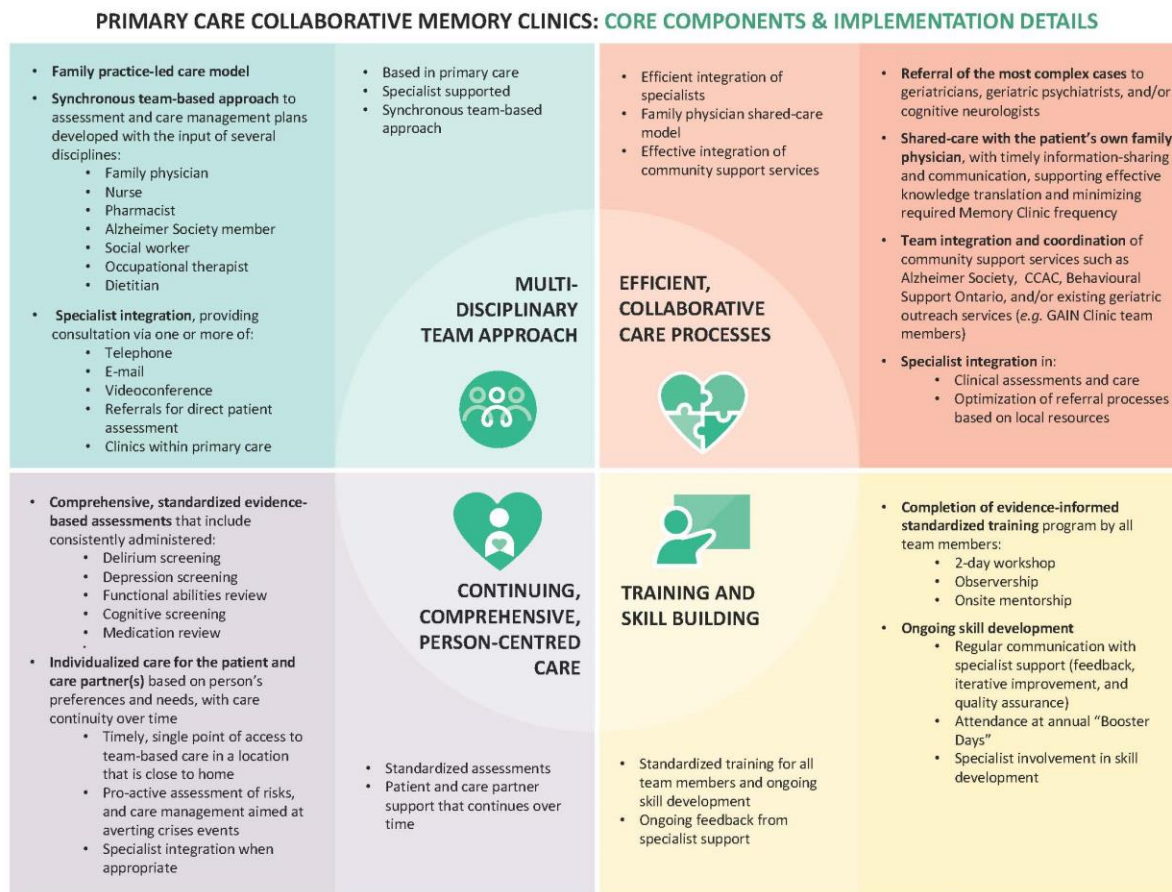 PRIMARY CARE COLLABORATIVE MEMORY CLINICS: CORE COMPONENTS & IMPLEMENTATION DETAILS
• Family practice-led care model
• Synchronous team-based approach to
assessment and care management plans
developed with the input of several
disciplines:
• Family physician
• Nurse
• Pharmacist
• Alzheimer Society member
• Social worker
• Occupational therapist
• Dietitian
• Specialist integration, providing
consultation via one or more of:
• Telephone
• E-mail
• Videoconference
• Referrals for direct patient
assessment
• Clinics within primary care
• Based in primary care
• Specialist supported
• Synchronous team-based
approach
MULTI-
DISCIPLINARY
TEAM APPROACH
• Efficient integration of
specialists
• Family physician shared-care
model
• Effective integration of
community support services
EFFICIENT,
COLLABORATIVE
CARE PROCESSES
• Referral of the most complex cases to
geriatricians, geriatric psychiatrists, and/or
cognitive neurologists
• Shared-care with the patient's own family
physician, with timely information-sharing
and communication, supporting effective
knowledge translation and minimizing
required Memory Clinic frequency
• Team integration and coordination of
community support services such as
Alzheimer Society, CCAC, Behavioural
Support Ontario, and/or existing geriatric
outreach services (e.g. GAIN Clinic team
members)
• Specialist integration in:
• Clinical assessments and care
• Optimization of referral processes
based on local resources
• Comprehensive, standardized evidence-
based assessments that include
consistently administered:
• Delirium screening
• Depression screening
• Functional abilities review
• Cognitive screening
• Medication review
•
• Individualized care for the patient and
care partner(s) based on person's
preferences and needs, with care
continuity over time
• Timely, single point of access to
team-based care in a location
that is close to home
• Pro-active assessment of risks,
and care management aimed at
averting crises events
• Specialist integration when
appropriate
CONTINUING,
COMPREHENSIVE,
PERSON-CENTRED
CARE
• Standardized assessments
• Patient and care partner
support that continues over
time
TRAINING AND
SKILL BUILDING
• Standardized training for all
team members and ongoing
skill development
• Ongoing feedback from
specialist support
• Completion of evidence-informed
standardized training program by all
team members:
• 2-day workshop
• Observership
• Onsite mentorship
• Ongoing skill development
• Regular communication with
specialist support (feedback,
iterative improvement, and
quality assurance)
• Attendance at annual "Booster
Days"
• Specialist involvement in skill
development